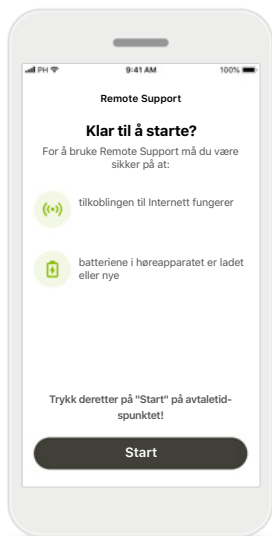 PH 9:41 AM 100%
Remote Support
Klar til å starte?
For å bruke Remote Support må du være
sikker på at:
tilkoblingen til Internett fungerer
batteriene i høreapparatet er ladet
eller nye
Trykk deretter på "Start" på avtaletid-
spunktet!
Start